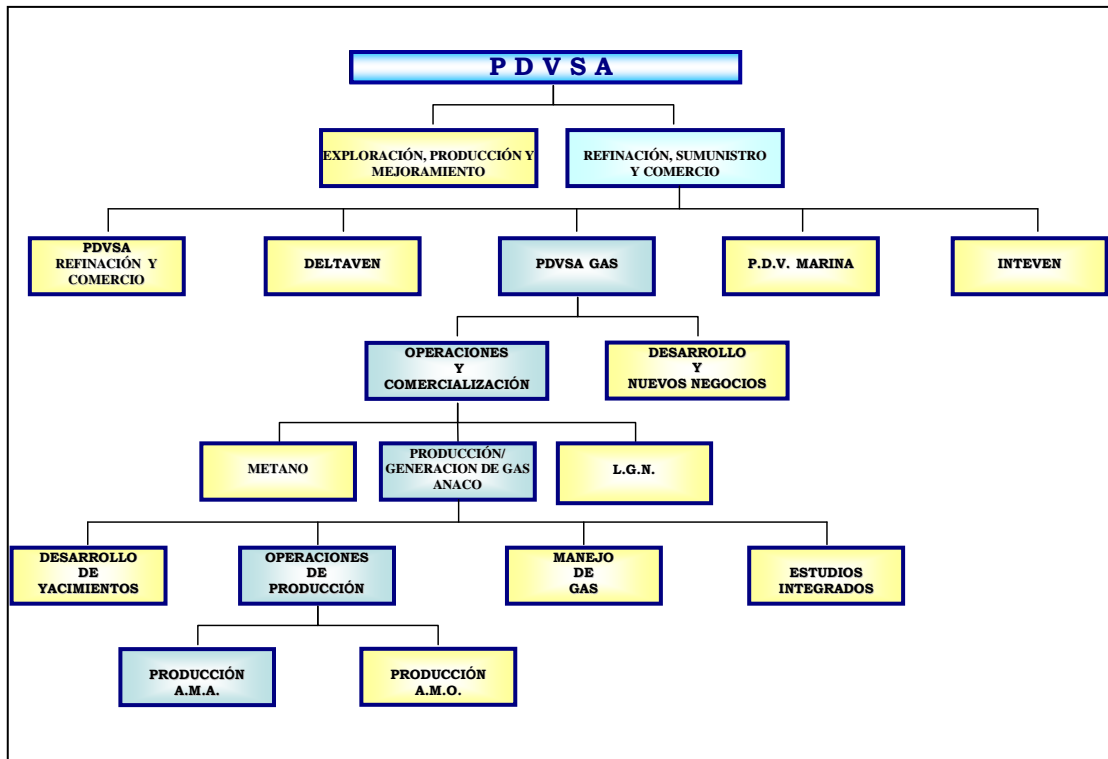 P D V S A
EXPLORACIÓN, PRODUCCIÓN Y
MEJORAMIENTO
REFINACIÓN, SUMUNISTRO
Y COMERCIO
PDVSA
REFINACIÓN Y
COMERCIO
DELTAVEN
PDVSA GAS
P.D.V. MARINA
INTEVEN
OPERACIONES
Y
COMERCIALIZACIÓN
DESARROLLO
Y
NUEVOS NEGOCIOS
METANO
PRODUCCIÓN/
GENERACION DE GAS
ANACO
L.G.N.
DESARROLLO
DE
YACIMIENTOS
OPERACIONES
DE
PRODUCCIÓN
MANEJO
DE
GAS
ESTUDIOS
INTEGRADOS
PRODUCCIÓN
A.M.A.
PRODUCCIÓN
A.M.O.